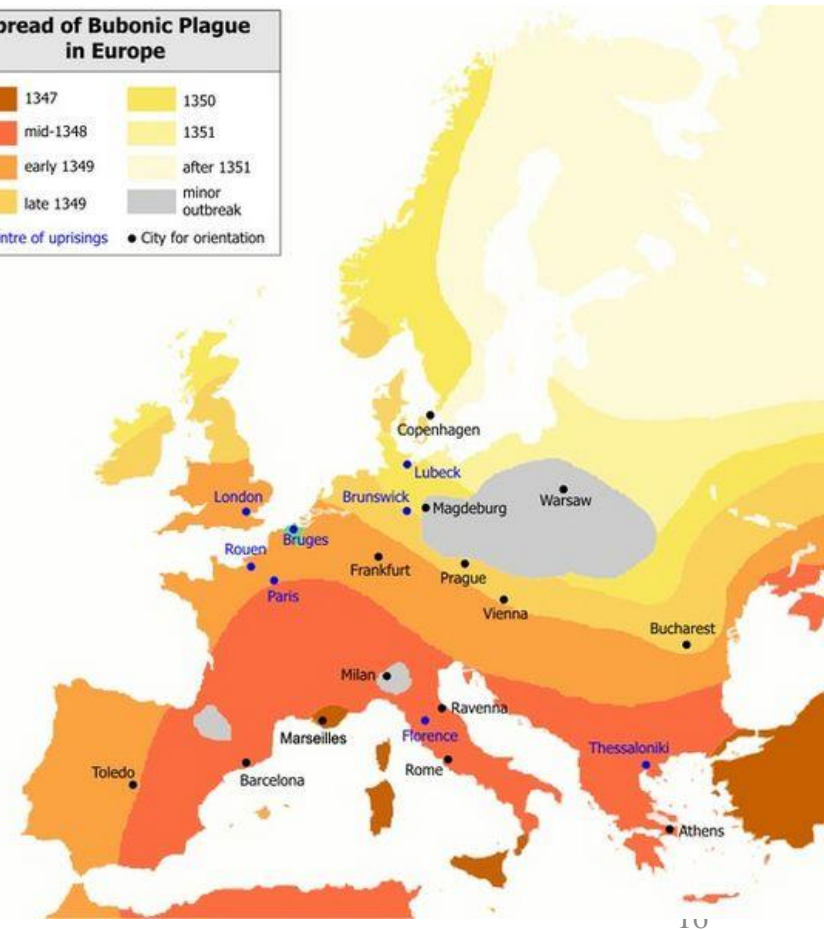 pread of Bubonic Plague
in Europe
1347
1350
mid-1348
1351
early 1349
after 1351
late 1349
minor
outbreak
ntre of uprisings
City for orientation
Copenhagen
Lubeck
Brunswick
Magdeburg
Warsaw
London
Bruges
Rouen
Frankfurt
Prague
Paris
Vienna
Bucharest
Milan
Ravenna
Marseilles
Florence
Thessaloniki
Toledo
Barcelona
Rome
Athens